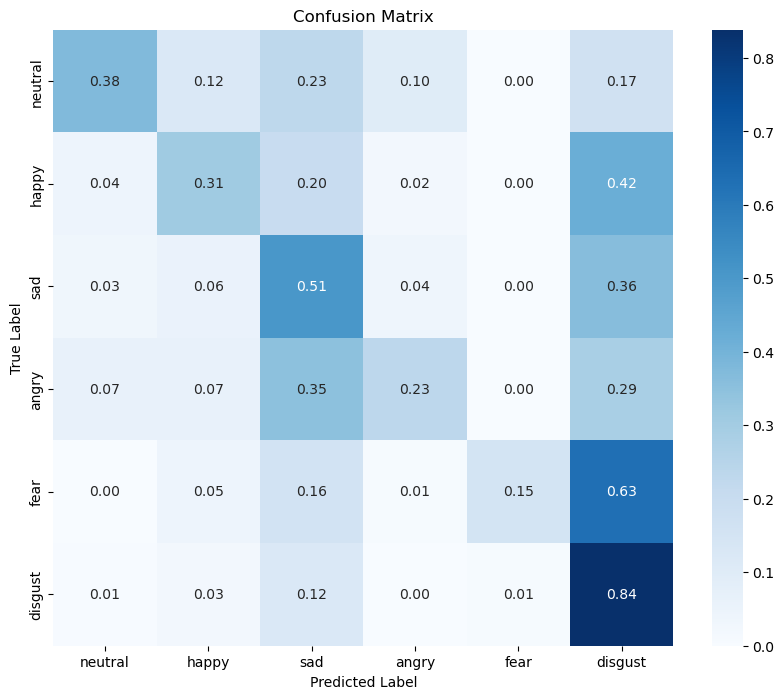 Confusion Matrix
neutral 0.38 0.12 0.23 0.10 0.00 0.17
happy 0.04 0.31 0.20 0.02 0.00 0.42
sad 0.03 0.06 0.51 0.04 0.00 0.36
angry 0.07 0.07 0.35 0.23 0.00 0.29
fear 0.00 0.05 0.16 0.01 0.15 0.63
disgust 0.01 0.03 0.12 0.00 0.01 0.84
neutral happy sad angry fear disgust
Predicted Label
True Label
0.8
0.7
0.6
0.5
0.4
0.3
0.2
0.1
0.0